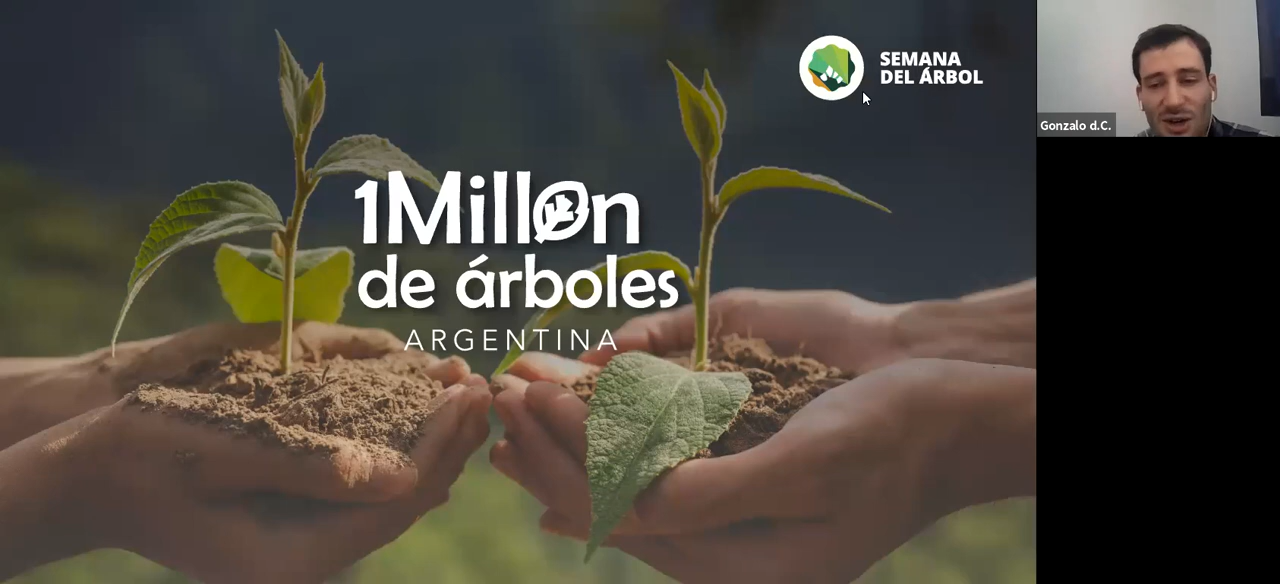 SEMANA
DEL ÁRBOL
Gonzalo d.C.
1Millon
de árboles
ARGENTINA